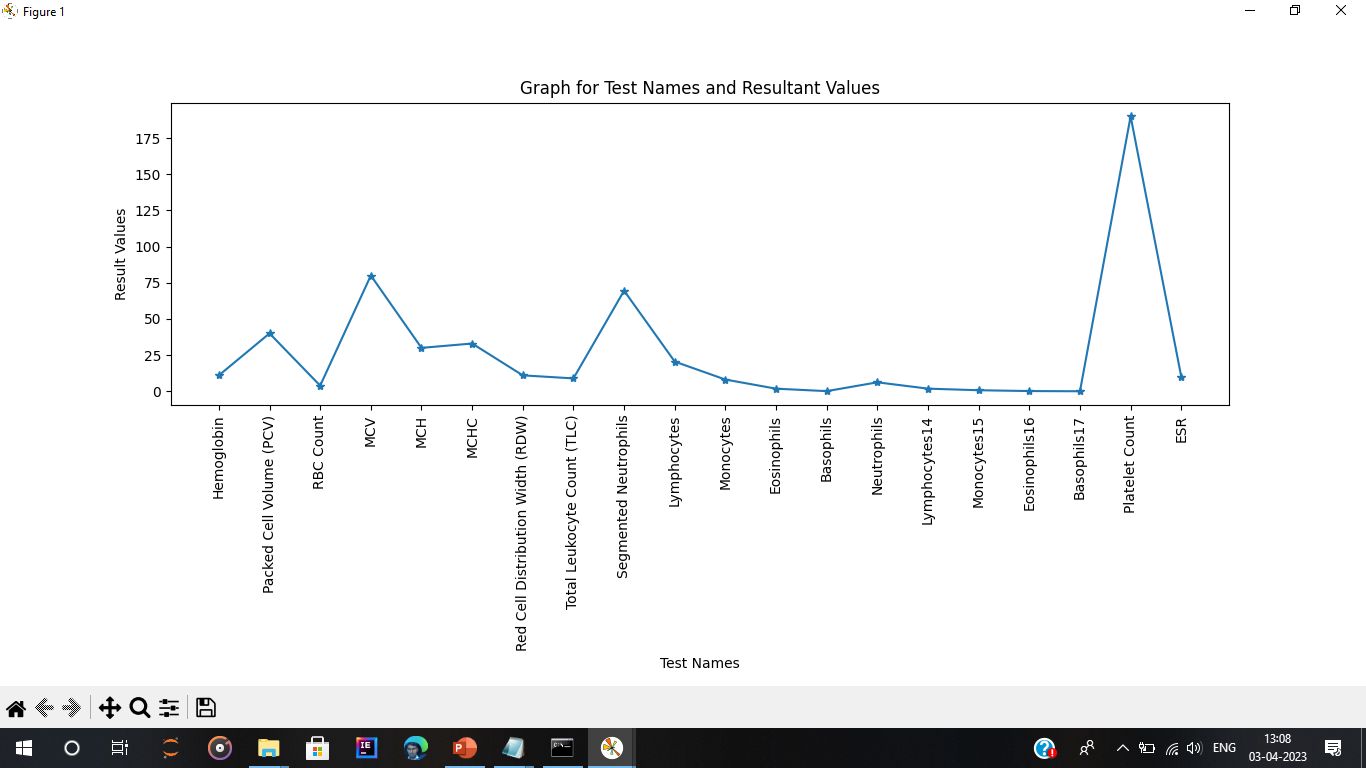 Figure 1
Graph for Test Names and Resultant Values
Result Values
175
150
125
100
75
50
25
0
Hemoglobin
Packed Cell Volume (PCV)
RBC Count
MCV
MCH
MCHC
Red Cell Distribution Width (RDW)
Total Leukocyte Count (TLC)
Segmented Neutrophils
Lymphocytes
Monocytes
Eosinophils
Basophils
Neutrophils
Lymphocytes14
Monocytes15
Eosinophils16
Basophils17
Platelet Count
ESR
Test Names
IE
P
ENG
13:08
03-04-2023